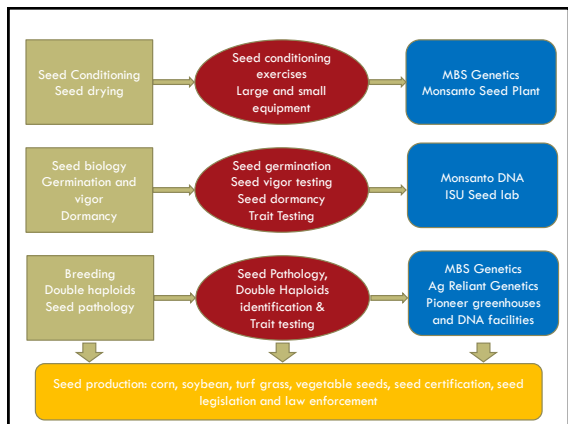 Seed Conditioning
Seed drying
Seed conditioning
exercises
Large and small
equipment
MBS Genetics
Monsanto Seed Plant
Seed biology
Germination and
vigor
Dormancy
Seed germination
Seed vigor testing
Seed dormancy
Trait Testing
Monsanto DNA
ISU Seed lab
Breeding
Double haploids
Seed pathology
Seed Pathology,
Double Haploids
identification &
Trait testing
MBS Genetics
Ag Reliant Genetics
Pioneer greenhouses
and DNA facilities
Seed production: corn, soybean, turf grass, vegetable seeds, seed certification, seed
legislation and law enforcement